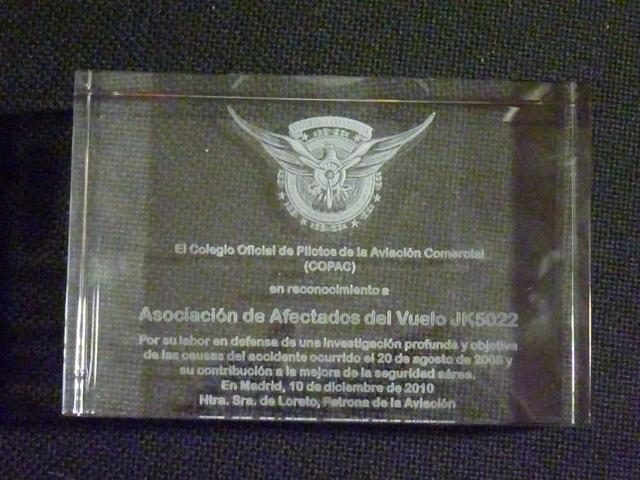 El Colegio Oficial de Pilotos de la Aviación Comercial
(COPAC)
en reconocimiento a
Asociación de Afectados del Vuelo JK5022
Por su labor en defensa de una investigación profunda y objetiva
de las causas del accidente ocurrido el 20 de agosto de 2008 y
su contribución a la mejora de la seguridad aérea.
En Madrid, 10 de diciembre de 2010
Ntra. Sra. de Loreto, Patrona de la Aviación